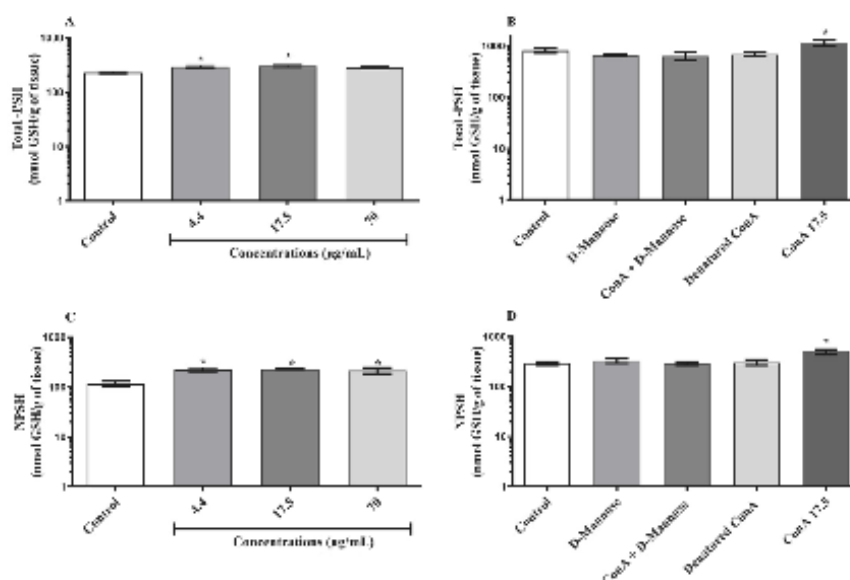 A
Total -PSH
(nmol GSH/g of tissue)
1000
100
10
1
*
*
Control
4.4
17.5
70
Concentrations (µg/mL)
B
Total -PSH
(nmol GSH/g of tissue)
1000
100
10
1
Control
D-Mannose
ConA + D-Mannose
Denatured ConA
ConA 17.5
C
NPSH
(nmol GSH/g of tissue)
1000
100
10
1
Control
4.4
17.5
70
Concentrations (µg/mL)
D
NPSH
(nmol GSH/g of tissue)
1000
100
10
1
*
Control
D-Mannose
ConA + D-Mannose
Denatured ConA
ConA 17.5